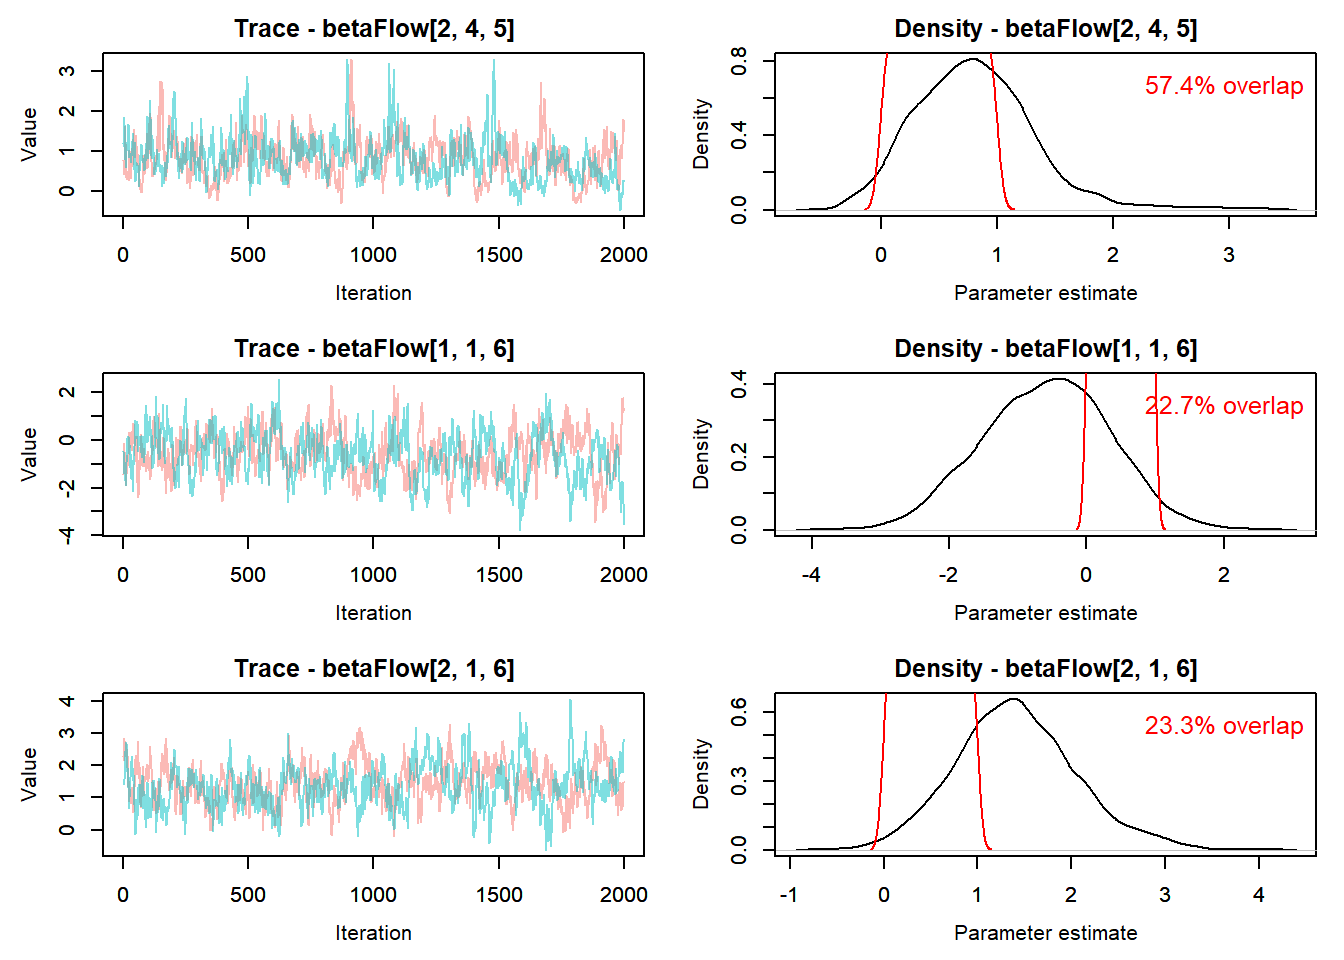 Trace - betaFlow[2, 4, 5]
Value
3
2
1
0
0 500 1000 1500 2000
Iteration
Density - betaFlow[2, 4, 5]
Density
0.8
0.4
0.0
57.4% overlap
0 1 2 3
Parameter estimate
Trace - betaFlow[1, 1, 6]
Value
2
0
-2
-4
0 500 1000 1500 2000
Iteration
Density - betaFlow[1, 1, 6]
Density
0.4
0.2
0.0
22.7% overlap
-4 -2 0 2
Parameter estimate
Trace - betaFlow[2, 1, 6]
Value
4
3
2
1
0
0 500 1000 1500 2000
Iteration
Density - betaFlow[2, 1, 6]
Density
0.6
0.3
0.0
23.3% overlap
-1 0 1 2 3 4
Parameter estimate